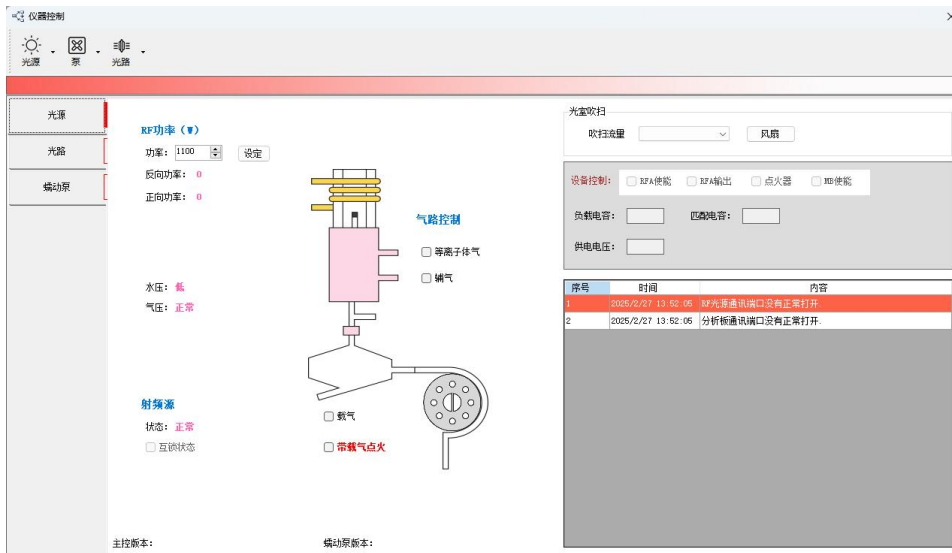 仪器控制
光源 泵 光路
光源
光路
蠕动泵
RF功率（W）
功率： 1100 设定
反向功率： 0
正向功率： 0
气路控制
等离子体气
辅气
水压：低
气压：正常
射频源
状态：正常
互锁状态
载气
带载气点火
主控版本：
蠕动泵版本：
光室吹扫
吹扫流量 风扇
设备控制： RFA使能 RFA输出 点火器 MB使能
负载电容： 匹配电容：
供电电压：
序号 时间 内容
1 2025/2/27 13:52:05 RF光源通讯端口没有正常打开.
2 2025/2/27 13:52:05 分析板通讯端口没有正常打开.